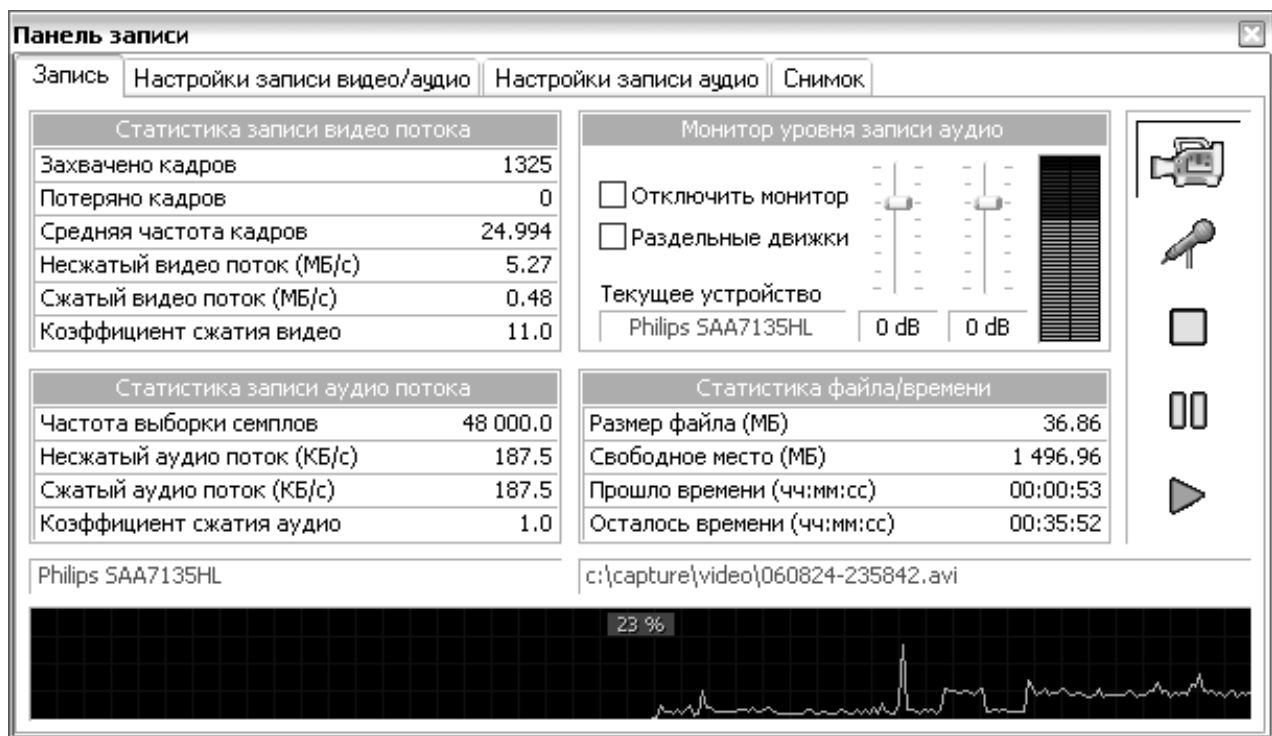 Панель записи
Запись Настройки записи видео/аудио Настройки записи аудио Снимок
Статистика записи видео потока
Захвачено кадров 1325
Потеряно кадров 0
Средняя частота кадров 24.994
Несжатый видео поток (МБ/с) 5.27
Сжатый видео поток (МБ/с) 0.48
Коэффициент сжатия видео 11.0
Монитор уровня записи аудио
Отключить монитор
Раздельные движки
Текущее устройство
Philips SAA7135HL 0 dB 0 dB
Статистика записи аудио потока
Частота выборки семплов 48 000.0
Несжатый аудио поток (КБ/с) 187.5
Сжатый аудио поток (КБ/с) 187.5
Коэффициент сжатия аудио 1.0
Статистика файла/времени
Размер файла (МБ) 36.86
Свободное место (МБ) 1 496.96
Прошло времени (чч:мм:сс) 00:00:53
Осталось времени (чч:мм:сс) 00:35:52
Philips SAA7135HL
c:\capture\video\060824-235842.avi
23 %